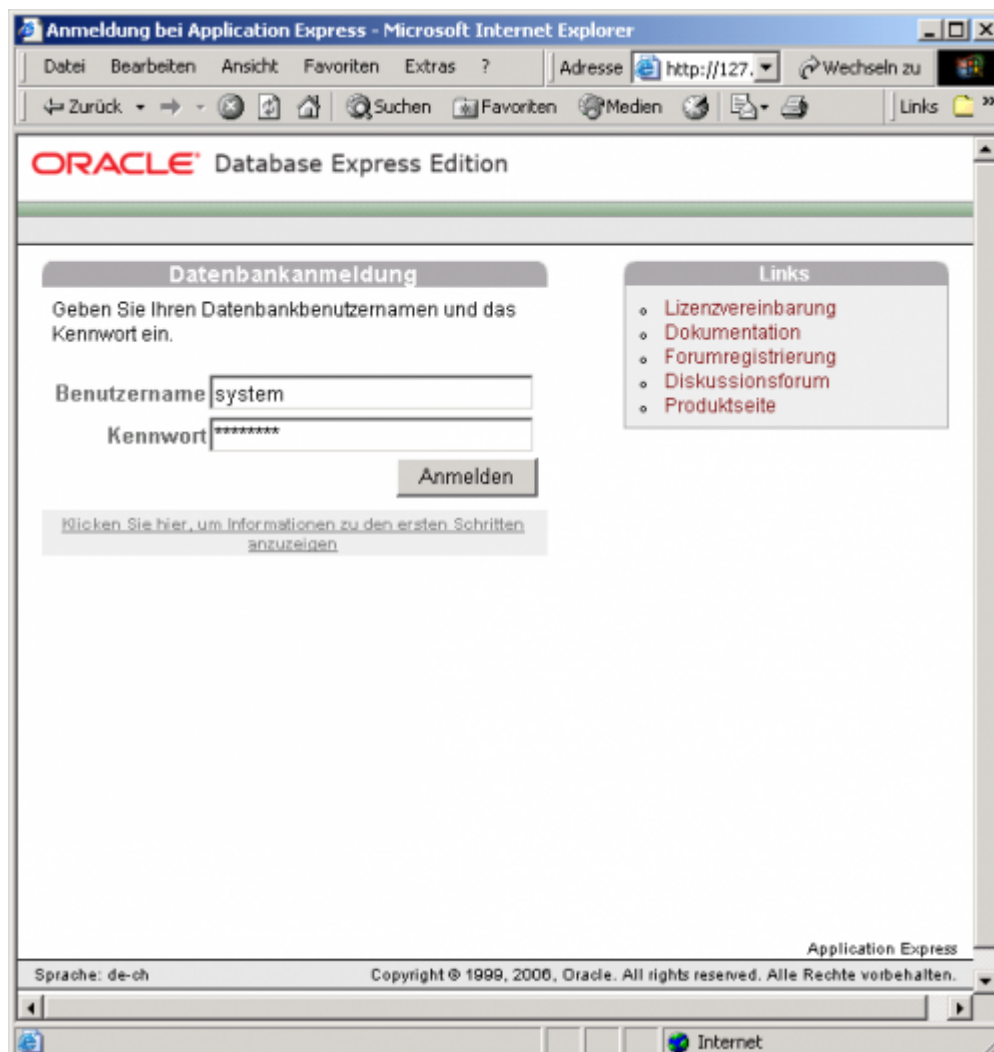 Anmeldung bei Application Express - Microsoft Internet Explorer
Datei Bearbeiten Ansicht Favoriten Extras ? Adresse http://127. Wechseln zu
Zurück Suchen Favoriten Medien Links »
ORACLE Database Express Edition
Datenbankanmeldung
Geben Sie Ihren Datenbankbenutzernamen und das
Kennwort ein.
Benutzername system
Kennwort ********
Anmelden
Klicken Sie hier, um Informationen zu den ersten Schritten
anzuzeigen
Links
Lizenzvereinbarung
Dokumentation
Forumregistrierung
Diskussionsforum
Produktseite
Application Express
Sprache: de-ch Copyright © 1999, 2006, Oracle. All rights reserved. Alle Rechte vorbehalten.
Internet